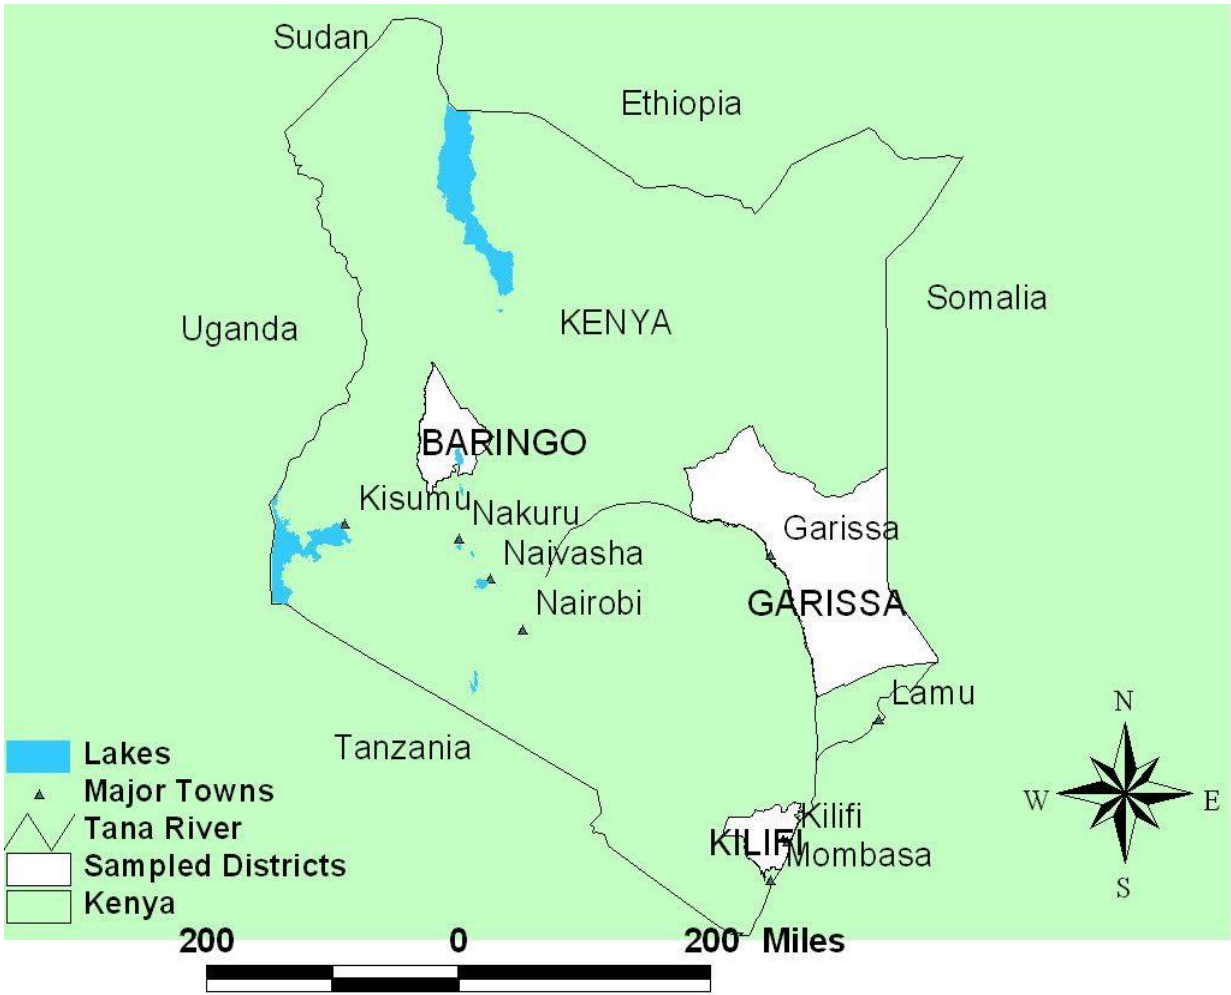 Sudan
Ethiopia
Somalia
Uganda
KENYA
BARINGO
Kisumu
Nakuru
Garissa
Naivasha
Nairobi
GARISSA
Lamu
N
Tanzania
Lakes
Major Towns
W
E
Kilifi
Tana River
KILIFI
Mombasa
Sampled Districts
S
Kenya
200 0 200 Miles